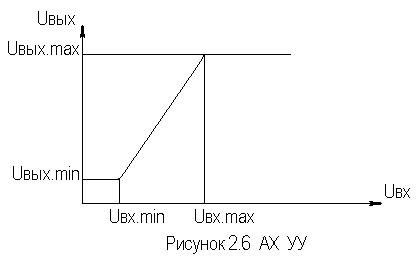 Uвых
Uвых.max
Uвых.min
Uвх
Uвх.min Uвх.max
Рисунок 2.6 АХ УУ